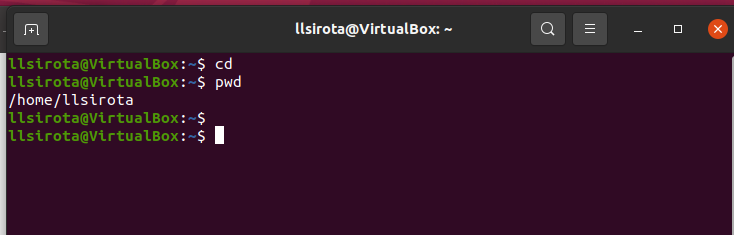 llsirota@VirtualBox: ~
llsirota@VirtualBox:~$ cd
llsirota@VirtualBox:~$ pwd
/home/llsirota
llsirota@VirtualBox:~$
llsirota@VirtualBox:~$